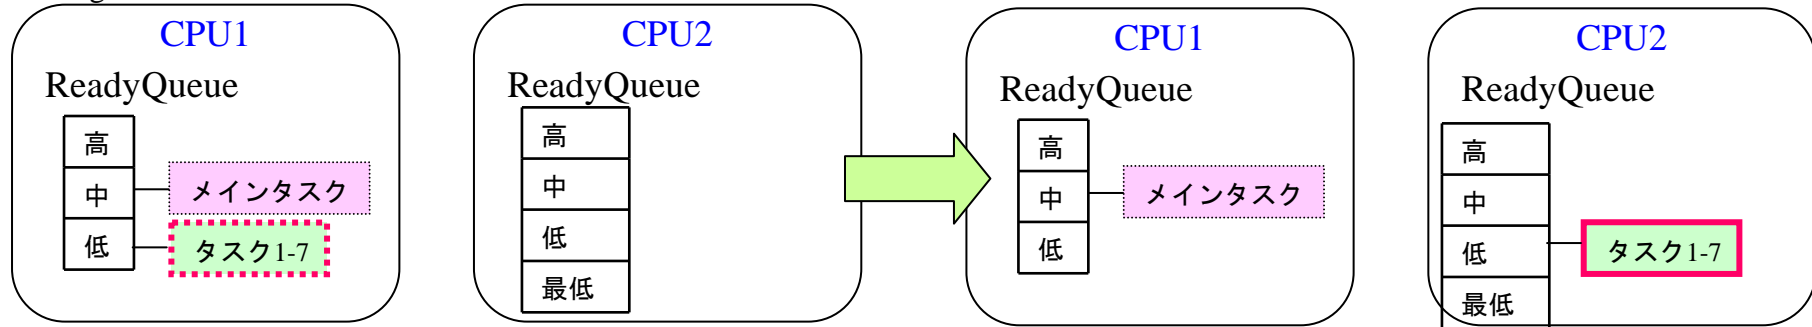 CPU1
ReadyQueue
高
中
メインタスク
低
タスク1-7
CPU2
ReadyQueue
高
中
低
最低
CPU1
ReadyQueue
高
中
メインタスク
低
CPU2
ReadyQueue
高
中
低
タスク1-7
最低